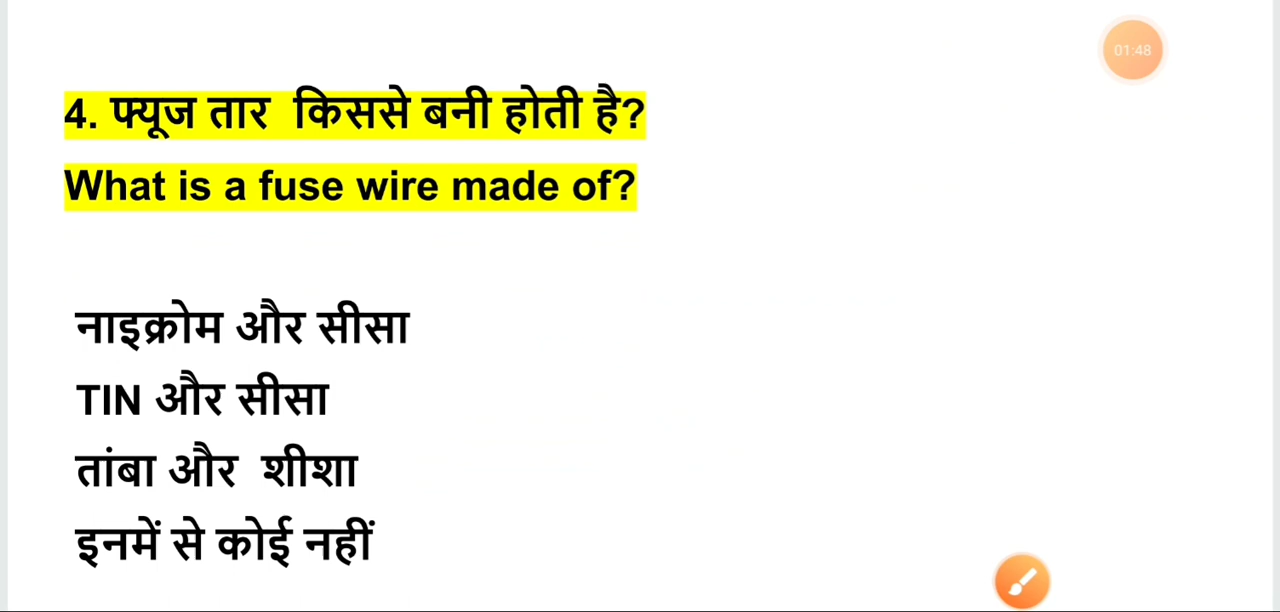 01:48
4. फ्यूज तार किससे बनी होती है?
What is a fuse wire made of?
नाइक्रोम और सीसा
TIN और सीसा
तांबा और शीशा
इनमें से कोई नहीं